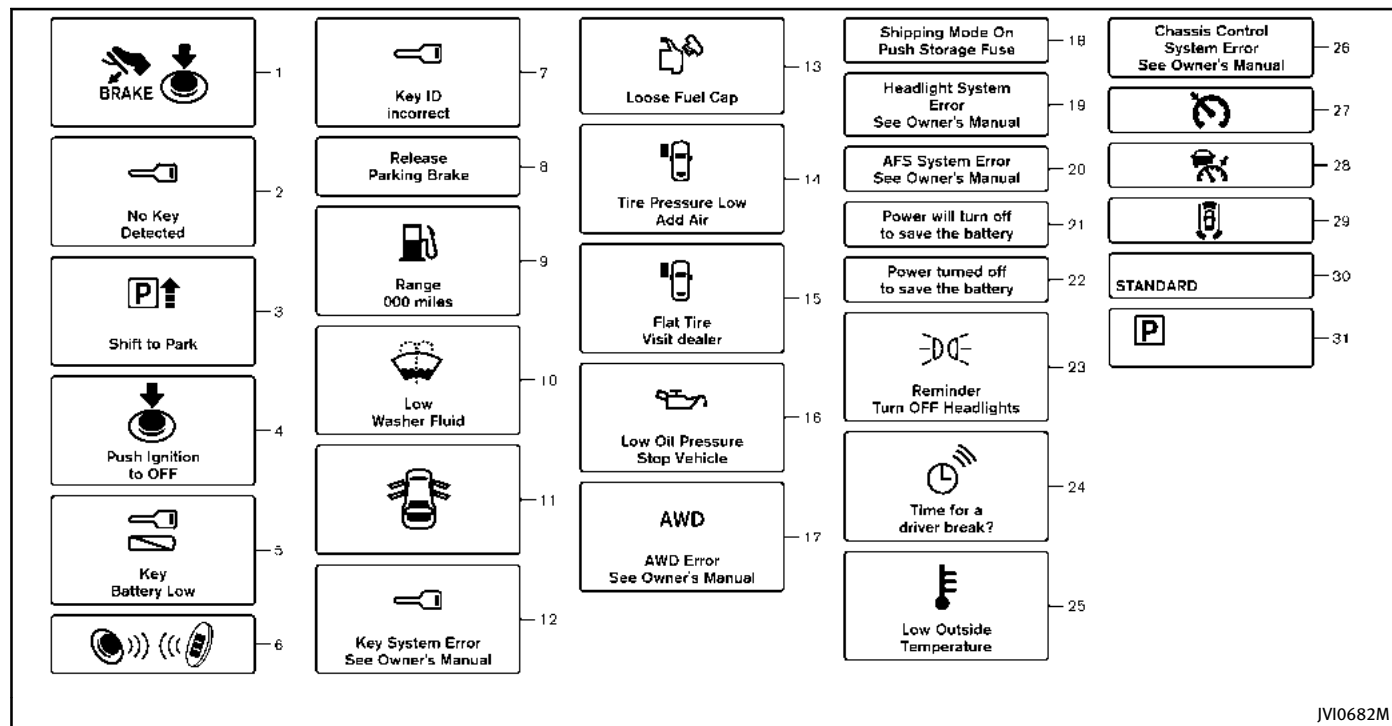 BRAKE
1
No Key
Detected
2
P
Shift to Park
3
Push Ignition
to OFF
4
Key
Battery Low
5
6
Key ID
incorrect
7
Release
Parking Brake
8
Range
000 miles
9
Low
Washer Fluid
10
11
Key System Error
See Owner's Manual
12
Loose Fuel Cap
13
Tire Pressure Low
Add Air
14
Flat Tire
Visit dealer
15
Low Oil Pressure
Stop Vehicle
16
AWD
AWD Error
See Owner's Manual
17
Shipping Mode On
Push Storage Fuse
18
Headlight System
Error
See Owner's Manual
19
AFS System Error
See Owner's Manual
20
Power will turn off
to save the battery
21
Power turned off
to save the battery
22
Reminder
Turn OFF Headlights
23
Time for a
driver break?
24
Low Outside
Temperature
25
Chassis Control
System Error
See Owner's Manual
26
27
28
29
STANDARD
30
P
31
JVI0682M